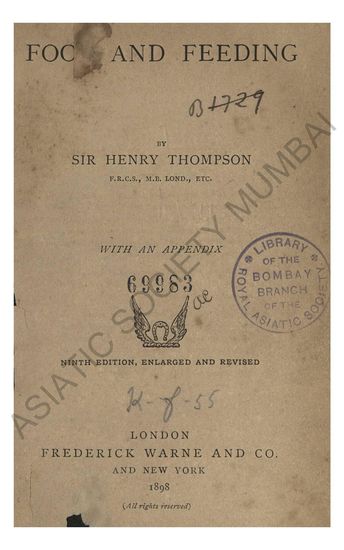 FOO AND FEEDING
B 1729
BY
SIR HENRY THOMPSON
F.R.C.S., M.B. LOND., ETC.
WITH AN APPENDIX
69983
LIBRARY
OF THE
BOMBAY
BRANCH
OF THE
ROYAL ASIATIC SOCIETY
NINTH EDITION, ENLARGED AND REVISED
K-f-55
LONDON
FREDERICK WARNE AND CO.
AND NEW YORK
1898
(All rights reserved)
ASIATIC SOCIETY MUMBAI